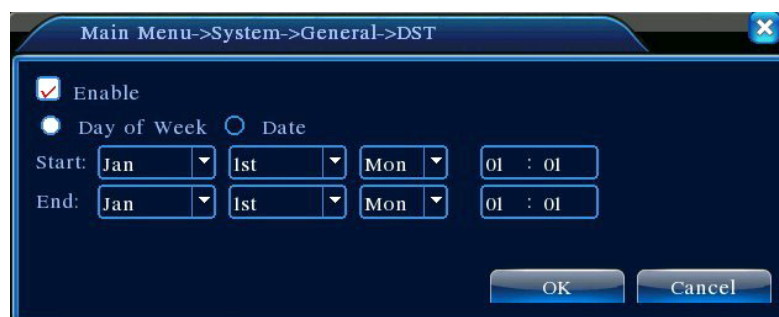 Main Menu->System->General->DST
Enable
Day of Week Date
Start: Jan 1st Mon 01 : 01
End: Jan 1st Mon 01 : 01
OK Cancel